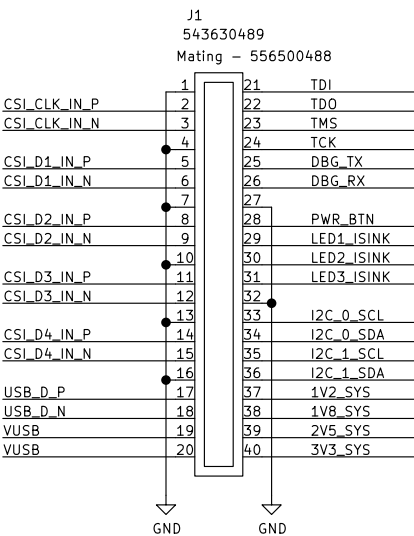 J1
543630489
Mating - 556500488
1 21 TDI
CSI_CLK_IN_P 2 22 TDO
CSI_CLK_IN_N 3 23 TMS
4 24 TCK
CSI_D1_IN_P 5 25 DBG_TX
CSI_D1_IN_N 6 26 DBG_RX
7 27
CSI_D2_IN_P 8 28 PWR_BTN
CSI_D2_IN_N 9 29 LED1_ISINK
10 30 LED2_ISINK
CSI_D3_IN_P 11 31 LED3_ISINK
CSI_D3_IN_N 12 32
13 33 I2C_0_SCL
CSI_D4_IN_P 14 34 I2C_0_SDA
CSI_D4_IN_N 15 35 I2C_1_SCL
16 36 I2C_1_SDA
USB_D_P 17 37 1V2_SYS
USB_D_N 18 38 1V8_SYS
VUSB 19 39 2V5_SYS
VUSB 20 40 3V3_SYS
GND GND